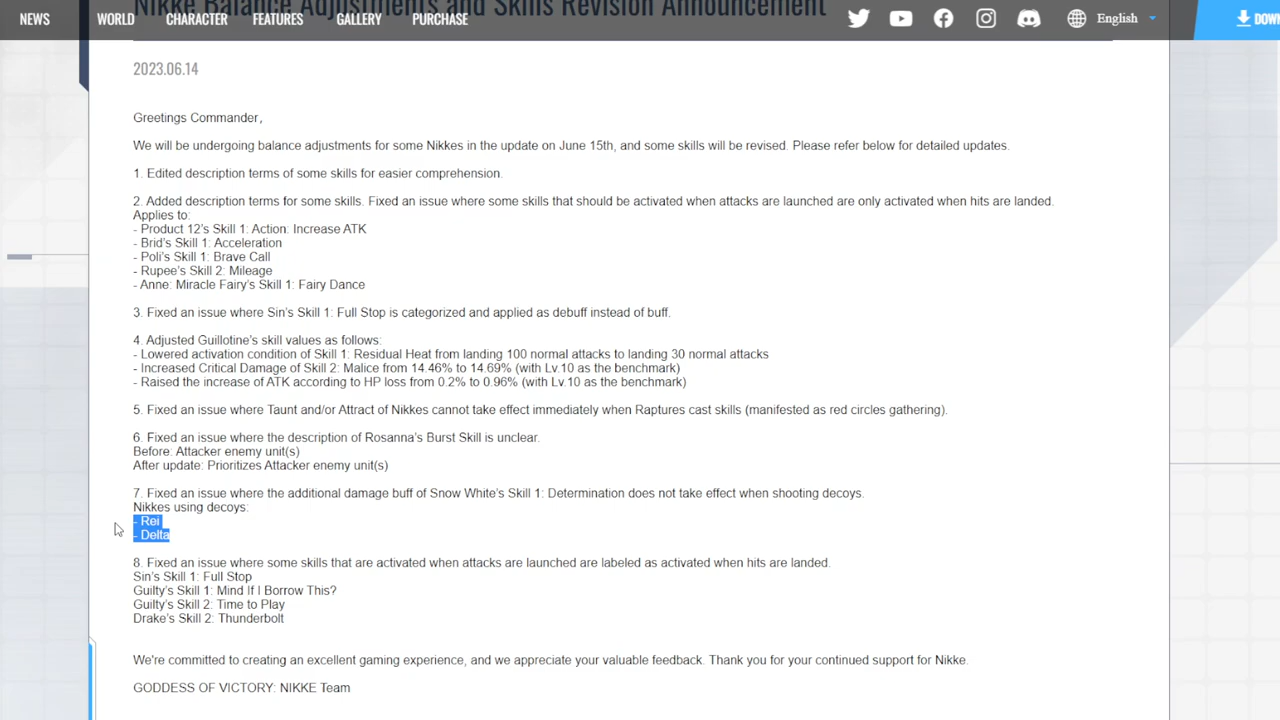 Nikke Balance Adjustments and Skills Revision Announcement
NEWS WORLD CHARACTER FEATURES GALLERY PURCHASE English DOWN
2023.06.14
Greetings Commander,
We will be undergoing balance adjustments for some Nikkes in the update on June 15th, and some skills will be revised. Please refer below for detailed updates.
1. Edited description terms of some skills for easier comprehension.
2. Added description terms for some skills. Fixed an issue where some skills that should be activated when attacks are launched are only activated when hits are landed.
Applies to:
- Product 12's Skill 1: Action: Increase ATK
- Brid's Skill 1: Acceleration
- Poli's Skill 1: Brave Call
- Rupee's Skill 2: Mileage
- Anne: Miracle Fairy's Skill 1: Fairy Dance
3. Fixed an issue where Sin's Skill 1: Full Stop is categorized and applied as debuff instead of buff.
4. Adjusted Guillotine's skill values as follows:
- Lowered activation condition of Skill 1: Residual Heat from landing 100 normal attacks to landing 30 normal attacks
- Increased Critical Damage of Skill 2: Malice from 14.46% to 14.69% (with Lv.10 as the benchmark)
- Raised the increase of ATK according to HP loss from 0.2% to 0.96% (with Lv.10 as the benchmark)
5. Fixed an issue where Taunt and/or Attract of Nikkes cannot take effect immediately when Raptures cast skills (manifested as red circles gathering).
6. Fixed an issue where the description of Rosanna's Burst Skill is unclear.
Before: Attacker enemy unit(s)
After update: Prioritizes Attacker enemy unit(s)
7. Fixed an issue where the additional damage buff of Snow White's Skill 1: Determination does not take effect when shooting decoys.
Nikkes using decoys:
- Rei
- Delta
8. Fixed an issue where some skills that are activated when attacks are launched are labeled as activated when hits are landed.
Sin's Skill 1: Full Stop
Guilty's Skill 1: Mind If I Borrow This?
Guilty's Skill 2: Time to Play
Drake's Skill 2: Thunderbolt
We're committed to creating an excellent gaming experience, and we appreciate your valuable feedback. Thank you for your continued support for Nikke.
GODDESS OF VICTORY: NIKKE Team